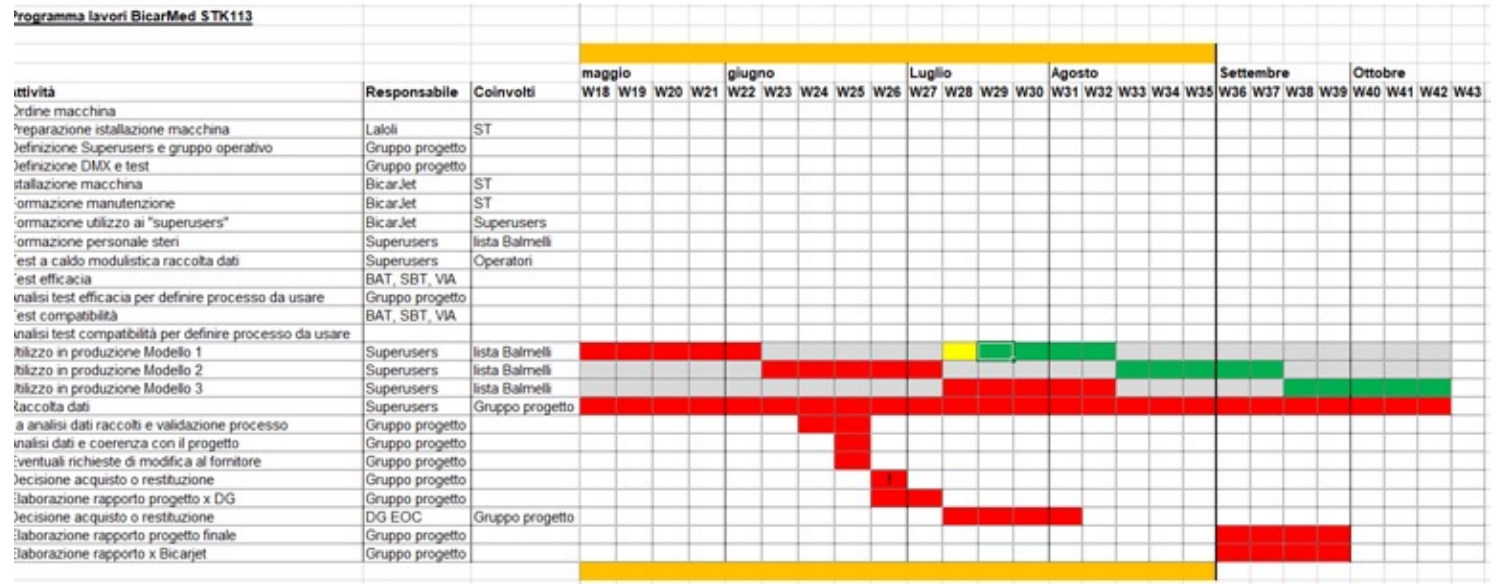 Programma lavori BicarMed STK113
maggio giugno Luglio Agosto Settembre Ottobre
ttività Responsabile Coinvolti W18 W19 W20 W21 W22 W23 W24 W25 W26 W27 W28 W29 W30 W31 W32 W33 W34 W35 W36 W37 W38 W39 W40 W41 W42 W43
Ordine macchina
Preparazione istallazione macchina Laloli ST
Definizione Superusers e gruppo operativo Gruppo progetto
Definizione DMX e test Gruppo progetto
stallazione macchina BicarJet ST
Formazione manutenzione BicarJet ST
Formazione utilizzo ai "superusers" BicarJet Superusers
Formazione personale steri Superusers lista Balmelli
Test a caldo modulistica raccolta dati Superusers Operatori
Test efficacia BAT, SBT, VIA
Analisi test efficacia per definire processo da usare Gruppo progetto
Test compatibilità BAT, SBT, VIA
Analisi test compatibilità per definire processo da usare
Utilizzo in produzione Modello 1 Superusers lista Balmelli
Utilizzo in produzione Modello 2 Superusers lista Balmelli
Utilizzo in produzione Modello 3 Superusers lista Balmelli
Raccolta dati Superusers Gruppo progetto
a analisi dati raccolti e validazione processo Gruppo progetto
Analisi dati e coerenza con il progetto Gruppo progetto
Eventuali richieste di modifica al fornitore Gruppo progetto
Decisione acquisto o restituzione Gruppo progetto !
Elaborazione rapporto progetto x DG Gruppo progetto
Decisione acquisto o restituzione DG EOC Gruppo progetto
Elaborazione rapporto progetto finale Gruppo progetto
Elaborazione rapporto x Bicarjet Gruppo progetto